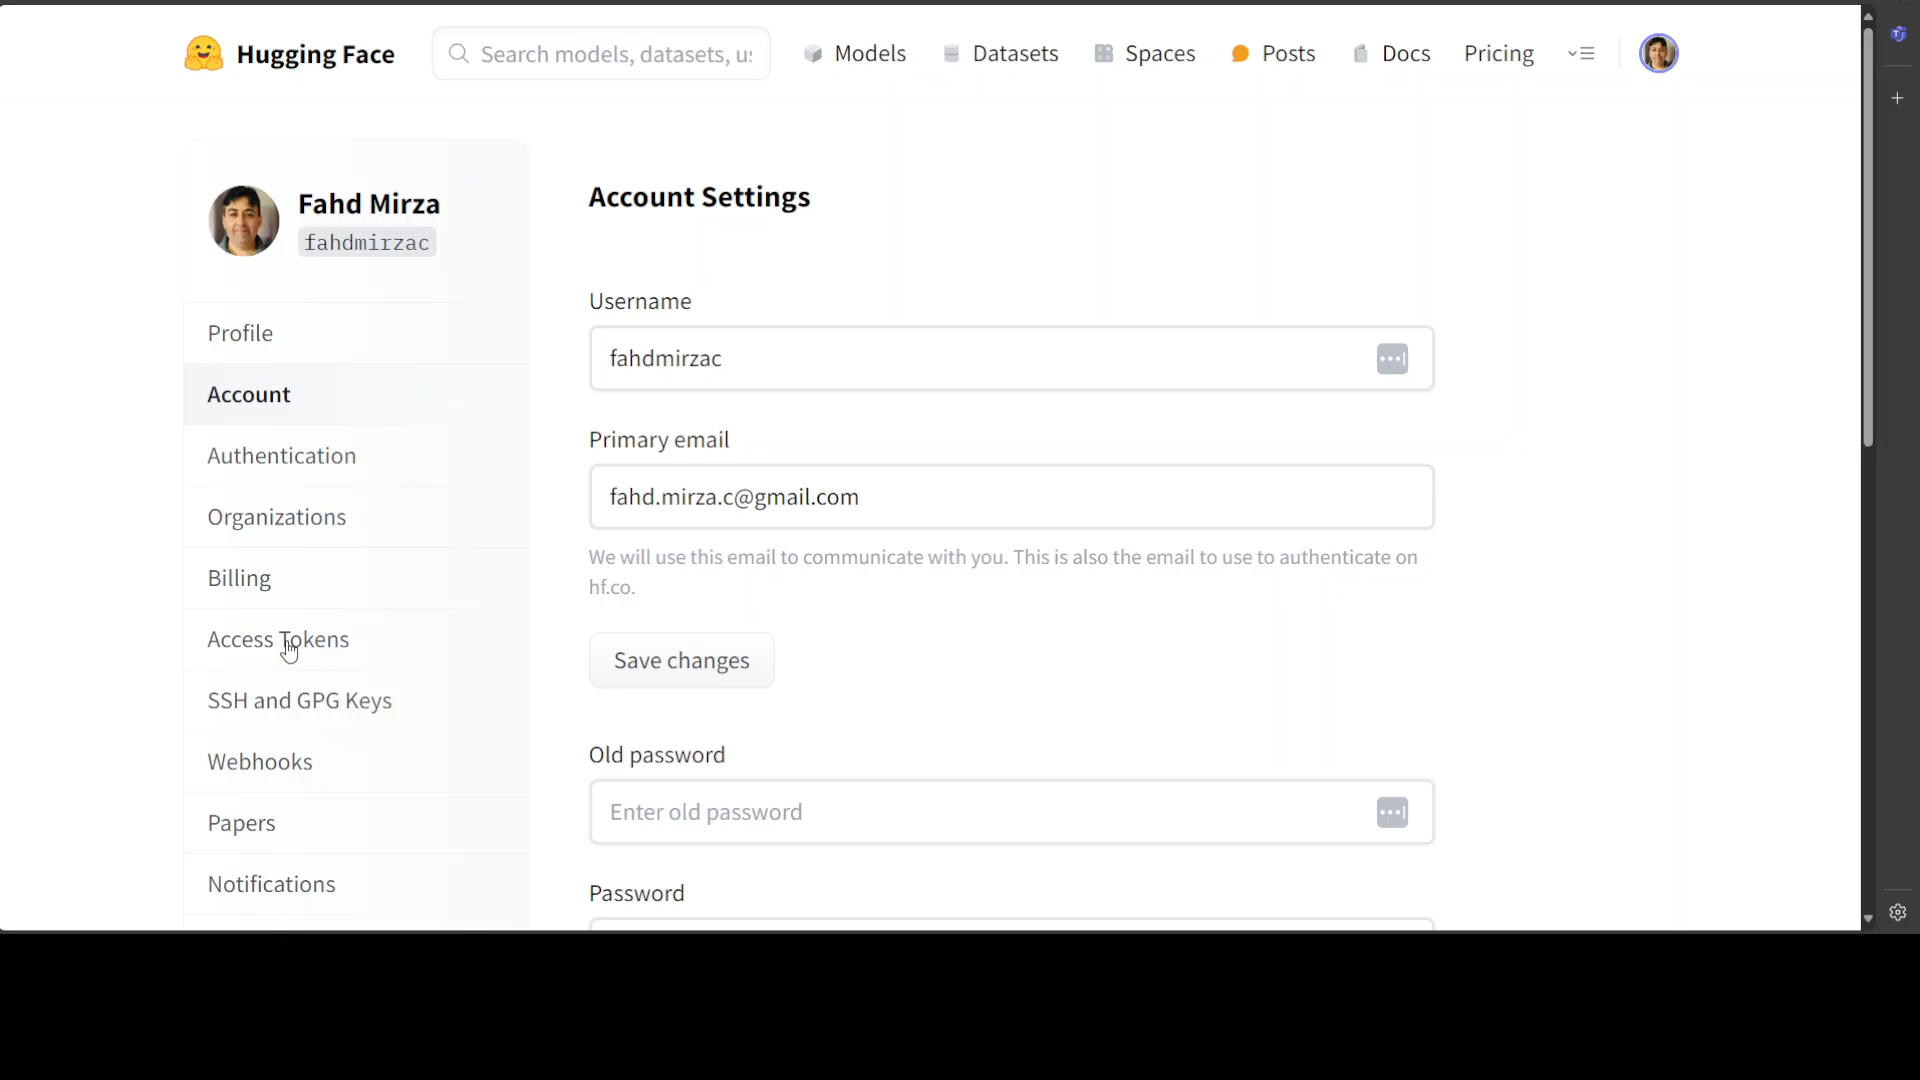 Hugging Face
Search models, datasets, us
Models
Datasets
Spaces
Posts
Docs
Pricing
Fahd Mirza
fahdmirzac
Profile
Account
Authentication
Organizations
Billing
Access Tokens
SSH and GPG Keys
Webhooks
Papers
Notifications
Account Settings
Username
fahdmirzac
Primary email
fahd.mirza.c@gmail.com
We will use this email to communicate with you. This is also the email to use to authenticate on
hf.co.
Save changes
Old password
Enter old password
Password